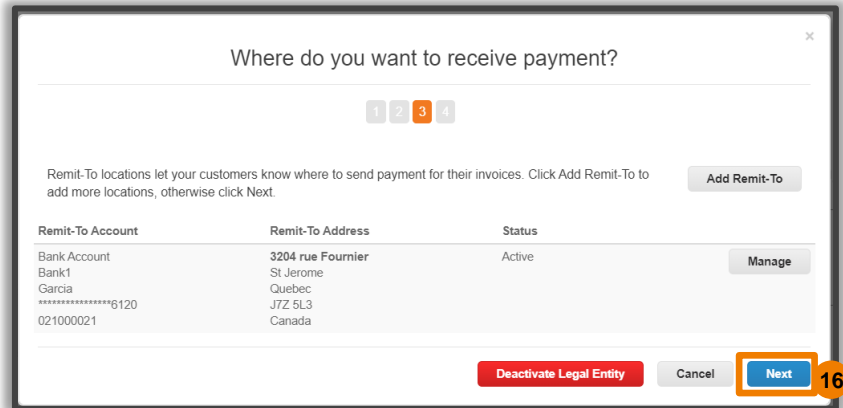 ×
Where do you want to receive payment?
1 2 3 4
Remit-To locations let your customers know where to send payment for their invoices. Click Add Remit-To to
add more locations, otherwise click Next.
Add Remit-To
Remit-To Account Remit-To Address Status
Bank Account 3204 rue Fournier Active
Bank1 St Jerome
Manage
Garcia Quebec
****************6120 J7Z 5L3
021000021 Canada
Deactivate Legal Entity Cancel Next 16